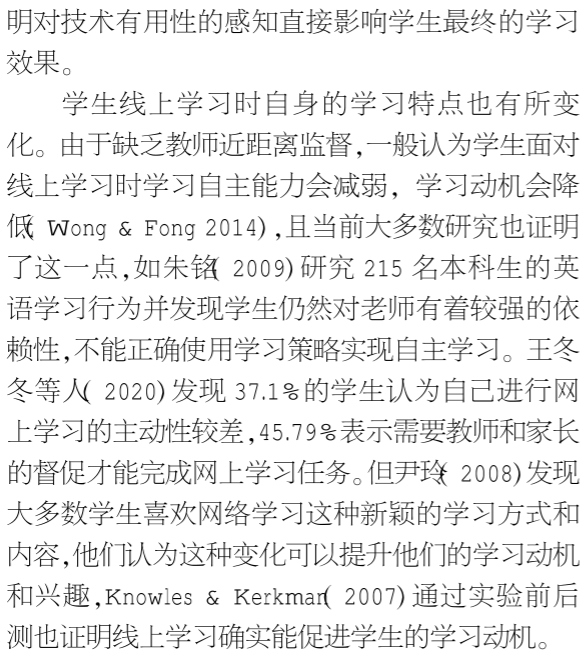 明对技术有用性的感知直接影响学生最终的学习
效果。
学生线上学习时自身的学习特点也有所变
化。由于缺乏教师近距离监督,一般认为学生面对
线上学习时学习自主能力会减弱, 学习动机会降
低( Wong & Fong 2014) ,且当前大多数研究也证明
了这一点,如朱铭( 2009) 研究 215 名本科生的英
语学习行为并发现学生仍然对老师有着较强的依
赖性,不能正确使用学习策略实现自主学习。王冬
冬等人( 2020) 发现 37.1%的学生认为自己进行网
上学习的主动性较差,45.79%表示需要教师和家长
的督促才能完成网上学习任务。但尹玲( 2008) 发现
大多数学生喜欢网络学习这种新颖的学习方式和
内容,他们认为这种变化可以提升他们的学习动机
和兴趣,Knowles & Kerkman( 2007) 通过实验前后
测也证明线上学习确实能促进学生的学习动机。